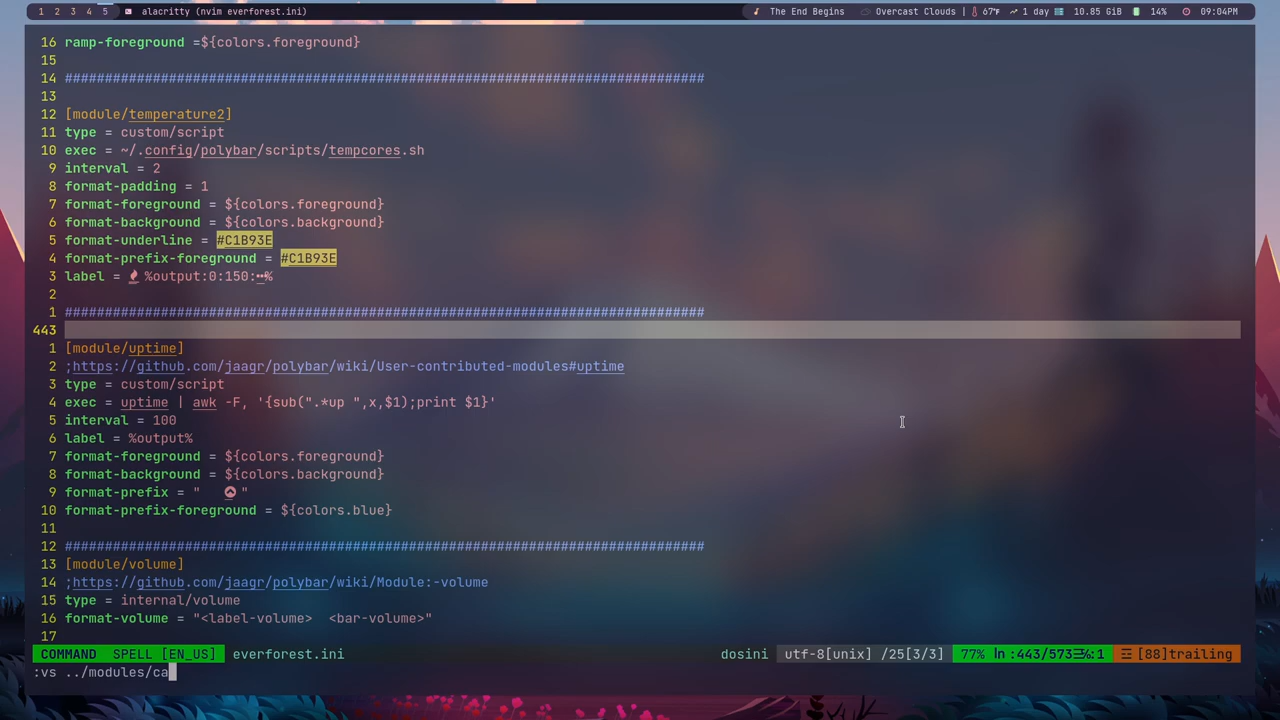 1 2 3 4 5 alacritty (nvim everforest.ini) The End Begins Overcast Clouds | 67°F 1 day 10.85 GiB 14% 09:04PM
16 ramp-foreground =${colors.foreground}
15
14 ################################################################################
13
12 [module/temperature2]
11 type = custom/script
10 exec = ~/.config/polybar/scripts/tempcores.sh
9 interval = 2
8 format-padding = 1
7 format-foreground = ${colors.foreground}
6 format-background = ${colors.background}
5 format-underline = #C1B93E
4 format-prefix-foreground = #C1B93E
3 label = %output:0:150:…%
2
1 ################################################################################
443
1 [module/uptime]
2 ;https://github.com/jaagr/polybar/wiki/User-contributed-modules#uptime
3 type = custom/script
4 exec = uptime | awk -F, '{sub(".*up ",x,$1);print $1}'
5 interval = 100
6 label = %output%
7 format-foreground = ${colors.foreground}
8 format-background = ${colors.background}
9 format-prefix = "   "
10 format-prefix-foreground = ${colors.blue}
11
12 ################################################################################
13 [module/volume]
14 ;https://github.com/jaagr/polybar/wiki/Module:-volume
15 type = internal/volume
16 format-volume = "<label-volume>  <bar-volume>"
17
COMMAND SPELL [EN_US] everforest.ini dosini utf-8[unix] /25[3/3] 77% ln :443/573 ☰%:1 ☲ [88]trailing
:vs ../modules/ca